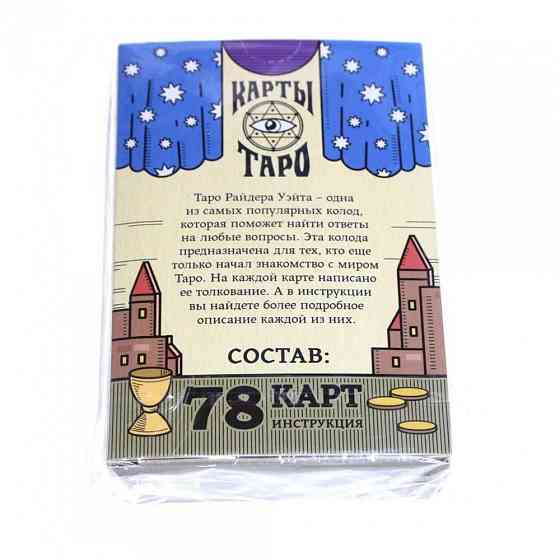 КАРТЫ
ТАРО
Таро Райдера Уэйта – одна
из самых популярных колод,
которая поможет найти ответы
на любые вопросы. Эта колода
предназначена для тех, кто еще
только начал знакомство с миром
Таро. На каждой карте написано
ее толкование. А в инструкции
вы найдете более подробное
описание каждой из них.
СОСТАВ:
78 КАРТ
ИНСТРУКЦИЯ